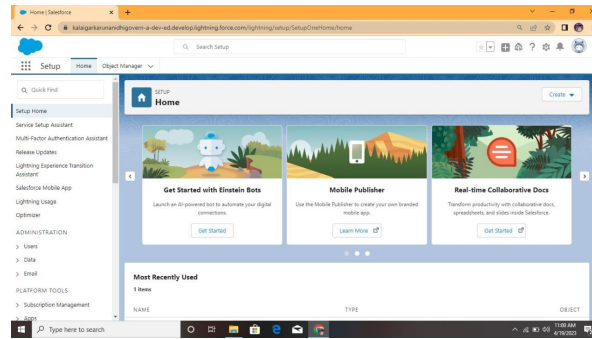 Home | Salesforce
kalaigarkarunanidhigovern-a-dev-ed.develop.lightning.force.com/lightning/setup/SetupOneHome/home
Search Setup
Setup Home Object Manager
Quick Find
Setup Home
Service Setup Assistant
Multi-Factor Authentication Assistant
Release Updates
Lightning Experience Transition
Assistant
Salesforce Mobile App
Lightning Usage
Optimizer
ADMINISTRATION
Users
Data
Email
PLATFORM TOOLS
Subscription Management
Apps
SETUP
Home
Create
Get Started with Einstein Bots
Launch an AI-powered bot to automate your digital
connections.
Get Started
Mobile Publisher
Use the Mobile Publisher to create your own branded
mobile app.
Learn More
Real-time Collaborative Docs
Transform productivity with collaborative docs,
spreadsheets, and slides inside Salesforce.
Get Started
Most Recently Used
1 items
NAME TYPE OBJECT
Type here to search
11:09 AM
4/19/2023